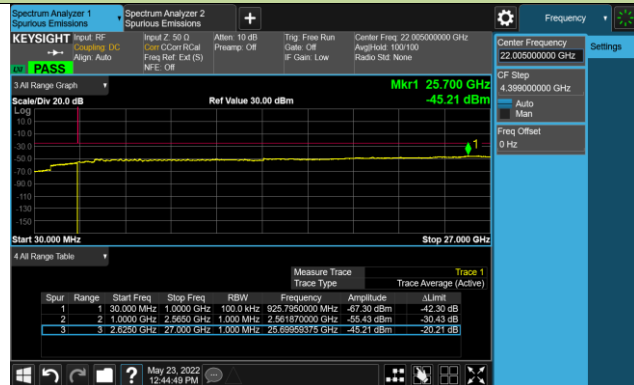 Spectrum Analyzer 1
Spurious Emissions
Spectrum Analyzer 2
Spurious Emissions
+
Frequency
KEYSIGHT
Input: RF
Coupling: DC
Align: Auto
Input Z: 50 Ω
Corr CCorr RCal
Freq Ref: Ext (S)
NFE: Off
Atten: 10 dB
Preamp: Off
Trig: Free Run
Gate: Off
IF Gain: Low
Center Freq: 22.005000000 GHz
Avg|Hold: 100/100
Radio Std: None
PASS
Center Frequency
22.005000000 GHz
Settings
CF Step
4.399000000 GHz
Auto
Man
Freq Offset
0 Hz
3 All Range Graph
Mkr1 25.700 GHz
Scale/Div 20.0 dB
Ref Value 30.00 dBm
-45.21 dBm
Log
10.0
-10.0
-30.0
-50.0
-70.0
-90.0
-110
-130
-150
1
Start 30.000 MHz
Stop 27.000 GHz
4 All Range Table
Measure Trace Trace 1
Trace Type Trace Average (Active)
Spur Range Start Freq Stop Freq RBW Frequency Amplitude ΔLimit
1 1 30.000 MHz 1.0000 GHz 100.0 kHz 925.7950000 MHz -67.30 dBm -42.30 dB
2 2 1.0000 GHz 2.5650 GHz 1.000 MHz 2.561870000 GHz -55.43 dBm -30.43 dB
3 3 2.6250 GHz 27.000 GHz 1.000 MHz 25.69959375 GHz -45.21 dBm -20.21 dB
?
May 23, 2022
12:44:49 PM